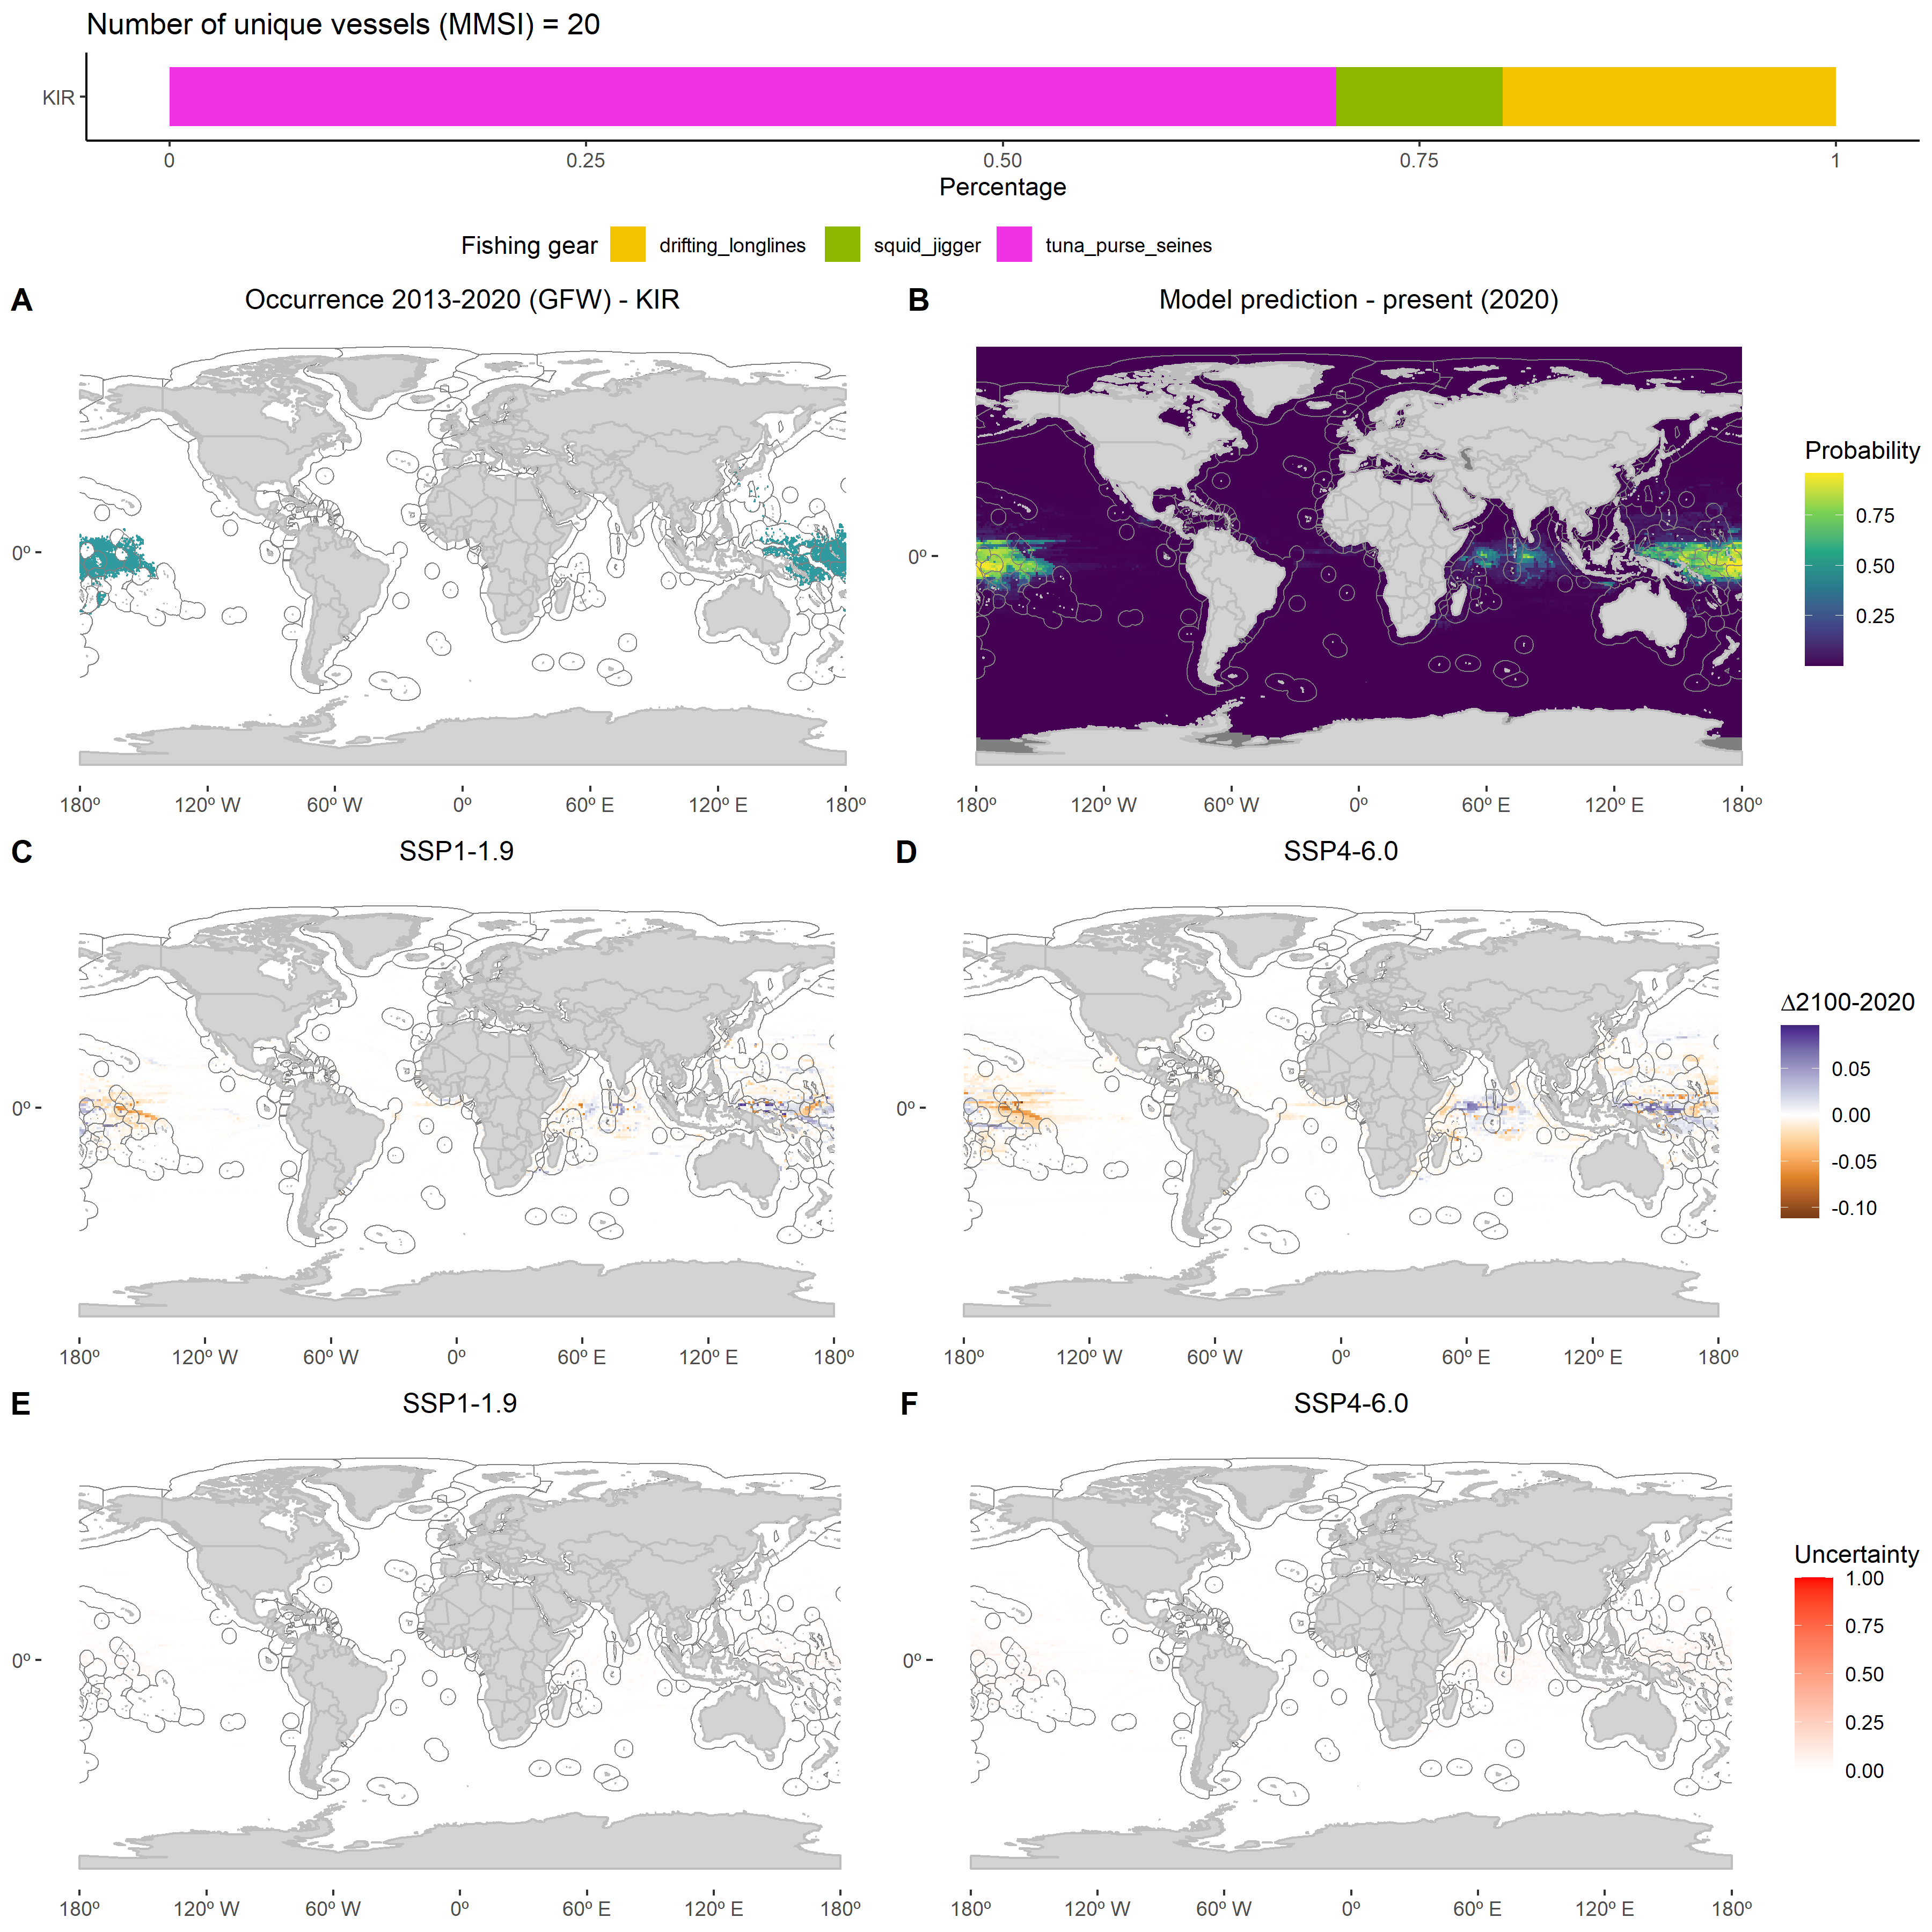 Number of unique vessels (MMSI) = 20
KIR
0 0.25 0.50 0.75 1
Percentage
Fishing gear drifting_longlines squid_jigger tuna_purse_seines
A Occurrence 2013-2020 (GFW) - KIR
0º
180º 120º W 60º W 0º 60º E 120º E 180º
B Model prediction - present (2020)
0º
180º 120º W 60º W 0º 60º E 120º E 180º
Probability
0.75
0.50
0.25
C SSP1-1.9
0º
180º 120º W 60º W 0º 60º E 120º E 180º
D SSP4-6.0
0º
180º 120º W 60º W 0º 60º E 120º E 180º
Δ2100-2020
0.05
0.00
-0.05
-0.10
E SSP1-1.9
0º
180º 120º W 60º W 0º 60º E 120º E 180º
F SSP4-6.0
0º
180º 120º W 60º W 0º 60º E 120º E 180º
Uncertainty
1.00
0.75
0.50
0.25
0.00